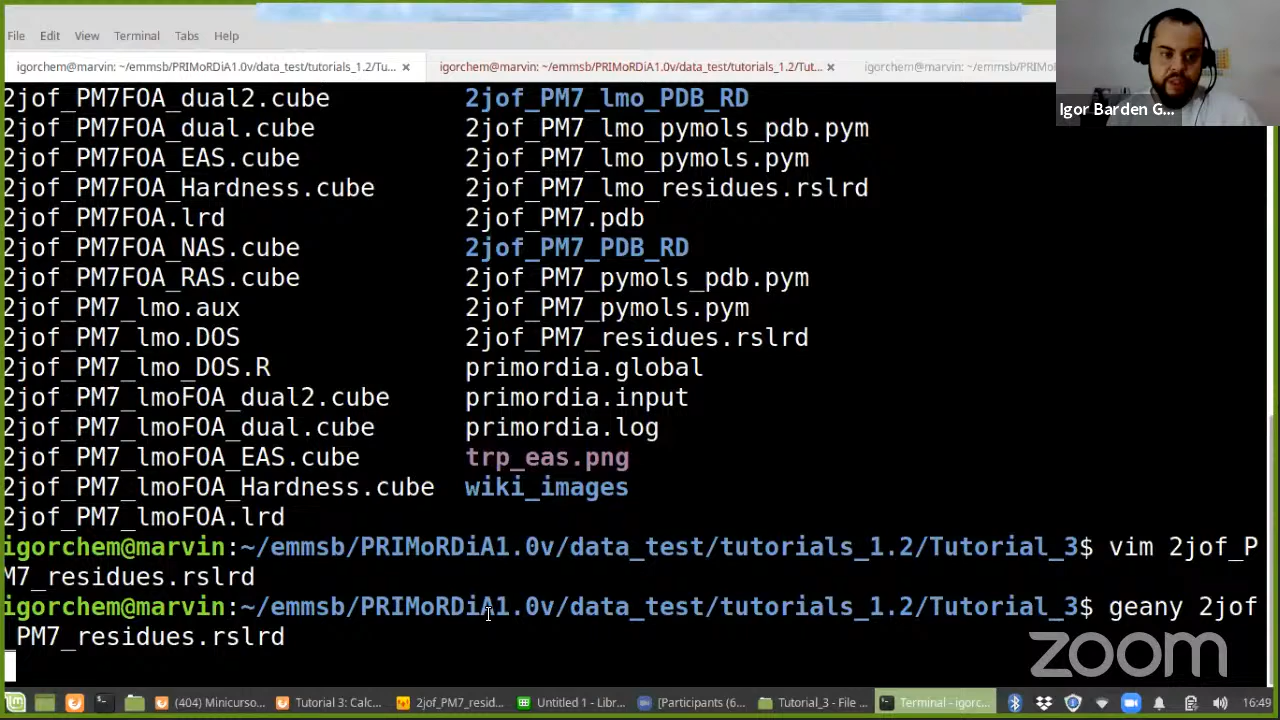 File Edit View Terminal Tabs Help
igorchem@marvin: ~/emmsb/PRIMoRDiA1.0v/data_test/tutorials_1.2/Tu... × igorchem@marvin: ~/emmsb/PRIMoRDiA1.0v/data_test/tutorials_1.2/Tut... × igorchem@marvin: ~/emmsb/PRIMo
Igor Barden G...
2jof_PM7FOA_dual2.cube 2jof_PM7_lmo_PDB_RD
2jof_PM7FOA_dual.cube 2jof_PM7_lmo_pymols_pdb.pym
2jof_PM7FOA_EAS.cube 2jof_PM7_lmo_pymols.pym
2jof_PM7FOA_Hardness.cube 2jof_PM7_lmo_residues.rslrd
2jof_PM7FOA.lrd 2jof_PM7.pdb
2jof_PM7FOA_NAS.cube 2jof_PM7_PDB_RD
2jof_PM7FOA_RAS.cube 2jof_PM7_pymols_pdb.pym
2jof_PM7_lmo.aux 2jof_PM7_pymols.pym
2jof_PM7_lmo.DOS 2jof_PM7_residues.rslrd
2jof_PM7_lmo_DOS.R primordia.global
2jof_PM7_lmoFOA_dual2.cube primordia.input
2jof_PM7_lmoFOA_dual.cube primordia.log
2jof_PM7_lmoFOA_EAS.cube trp_eas.png
2jof_PM7_lmoFOA_Hardness.cube wiki_images
2jof_PM7_lmoFOA.lrd
igorchem@marvin:~/emmsb/PRIMoRDiA1.0v/data_test/tutorials_1.2/Tutorial_3$ vim 2jof_P
M7_residues.rslrd
igorchem@marvin:~/emmsb/PRIMoRDiA1.0v/data_test/tutorials_1.2/Tutorial_3$ geany 2jof
_PM7_residues.rslrd
zoom
(404) Minicurso... Tutorial 3: Calc... 2jof_PM7_resid... Untitled 1 - Libr... [Participants (6... Tutorial_3 - File ... Terminal - igorc... 16:49